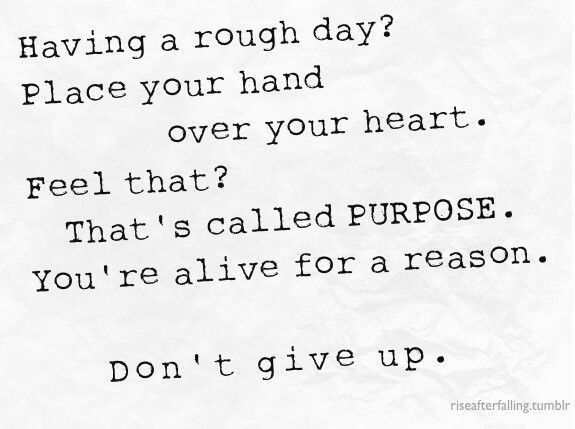 Having a rough day?
Place your hand
over your heart.
Feel that?
That's called PURPOSE.
You're alive for a reason.
Don't give up.
riseafterfalling.tumblr